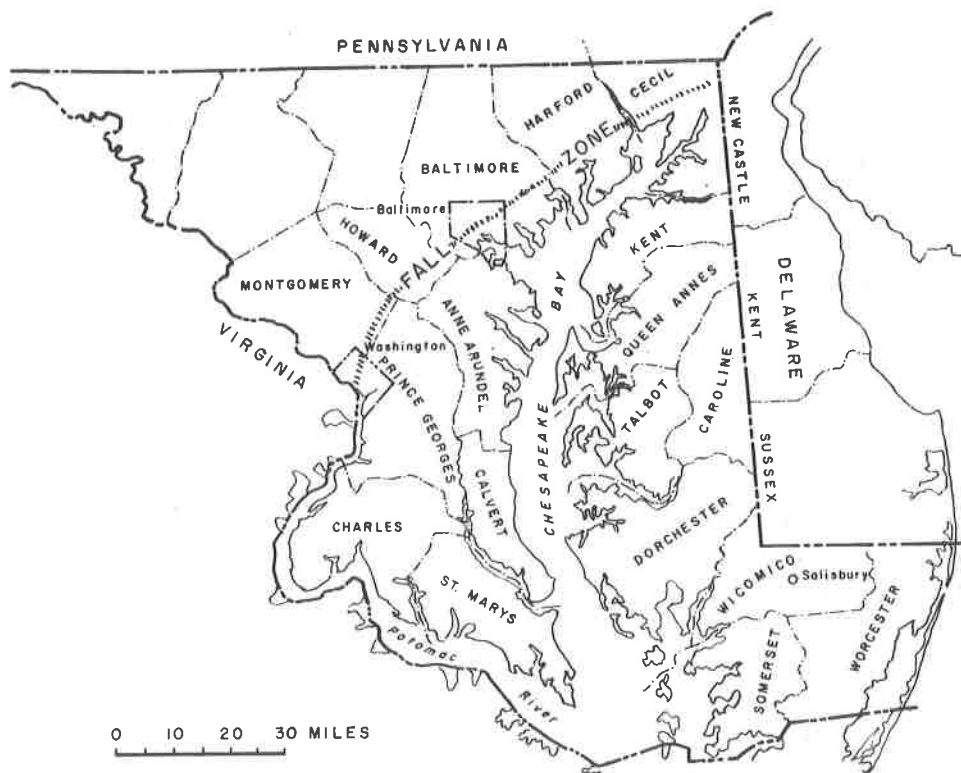 PENNSYLVANIA
HARFORD
CECIL
NEW CASTLE
FALL ZONE
BALTIMORE
Baltimore
HOWARD
KENT
MONTGOMERY
BAY
DELAWARE
QUEEN ANNES
KENT
ANNE ARUNDEL
VIRGINIA
Washington
PRINCE GEORGES
TALBOT
CAROLINE
SUSSEX
CALVERT
CHESAPEAKE
CHARLES
DORCHESTER
ST. MARYS
WICOMICO
Salisbury
WORCESTER
SOMERSET
Potomac
River
0 10 20 30 MILES